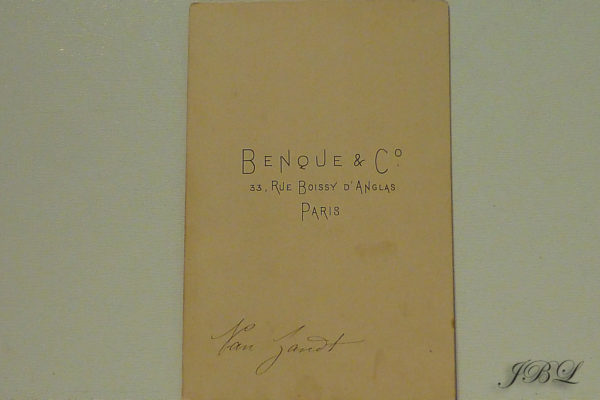 BENQUE & Cº
33, RUE BOISSY D'ANGLAS
PARIS
Van Zandt
JBL